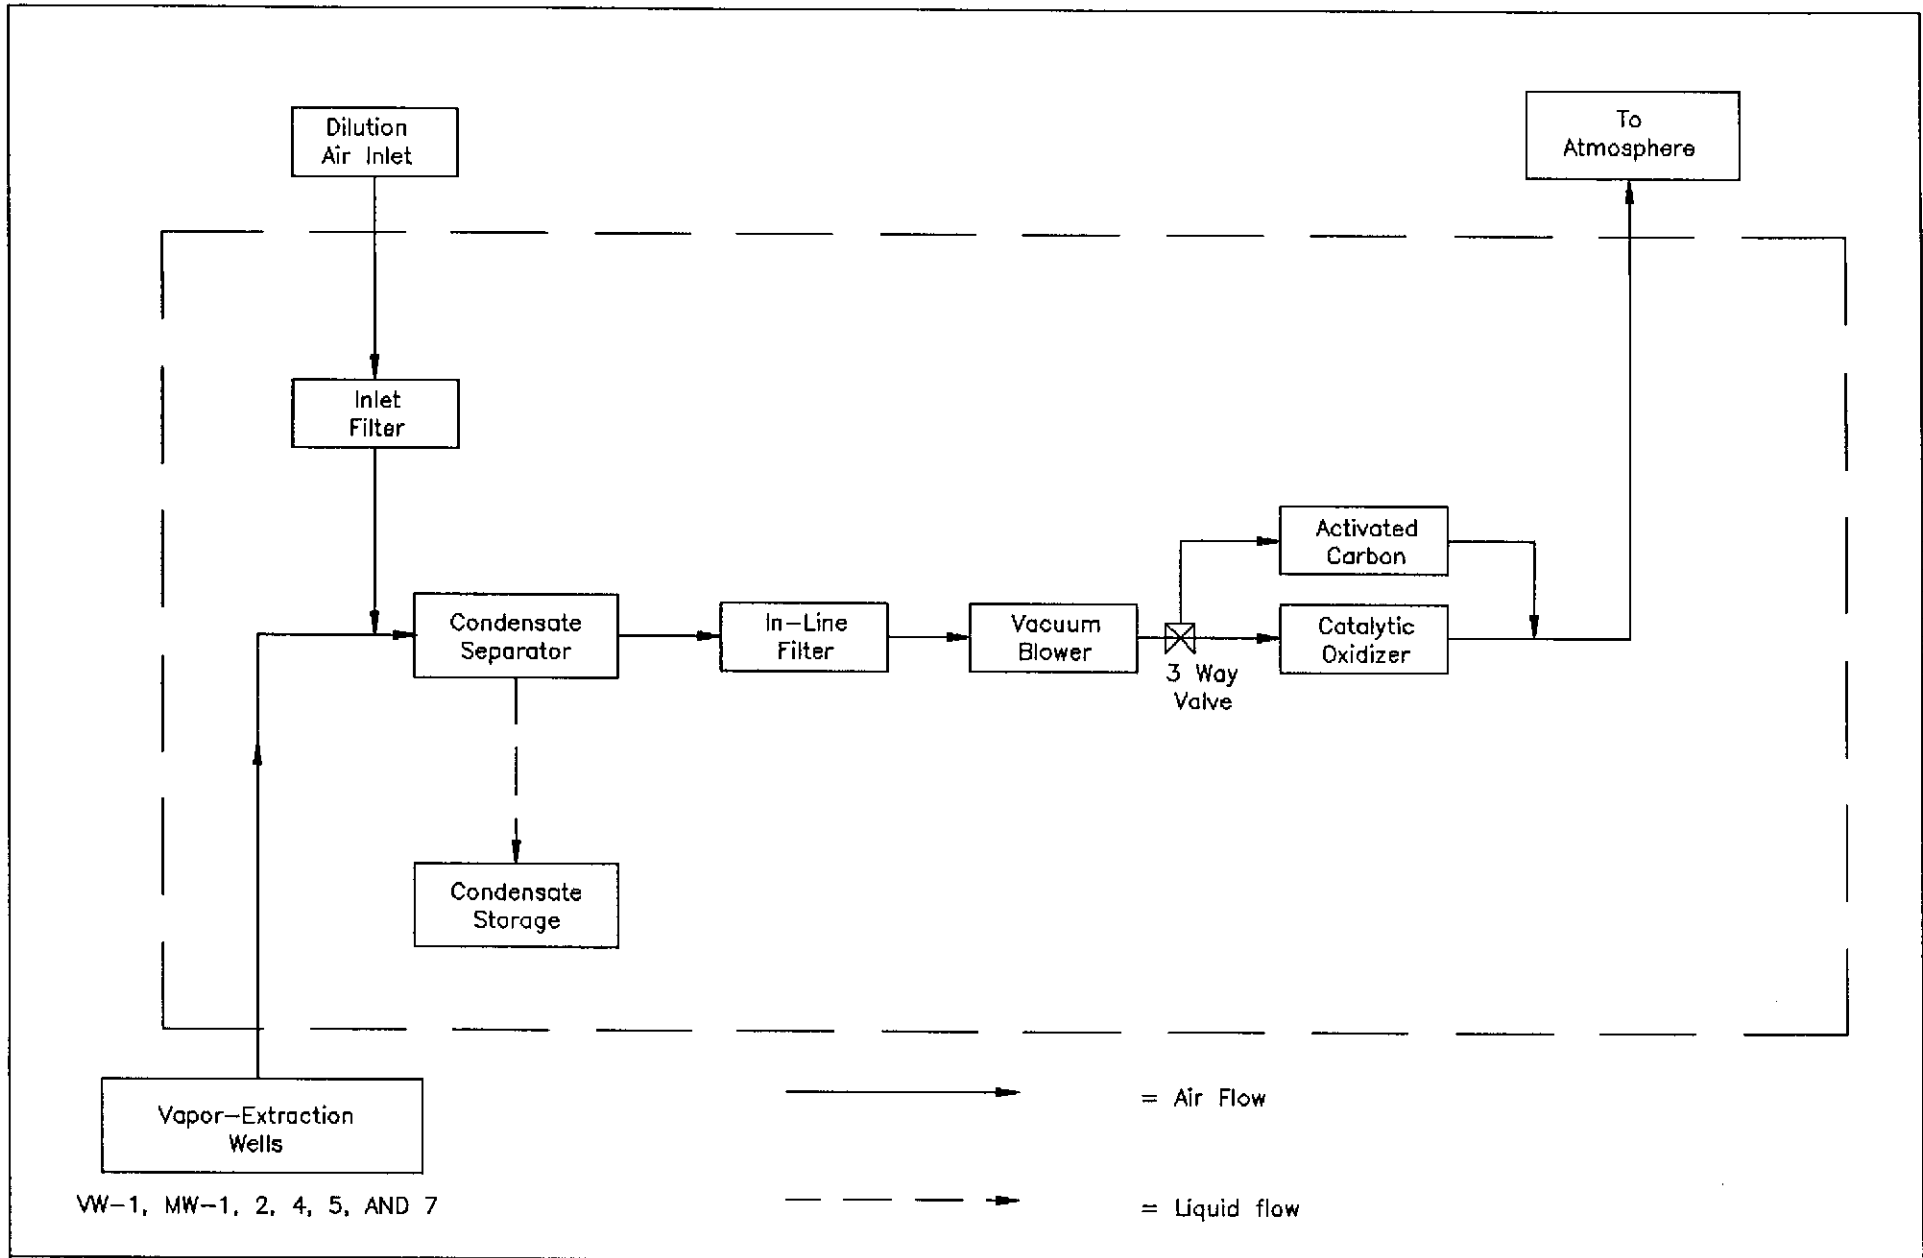 Dilution
Air Inlet
To
Atmosphere
Inlet
Filter
Activated
Carbon
Condensate
Separator
In-Line
Filter
Vacuum
Blower
Catalytic
Oxidizer
3 Way
Valve
Condensate
Storage
Vapor-Extraction
Wells
VW-1, MW-1, 2, 4, 5, AND 7
= Air Flow
= Liquid flow